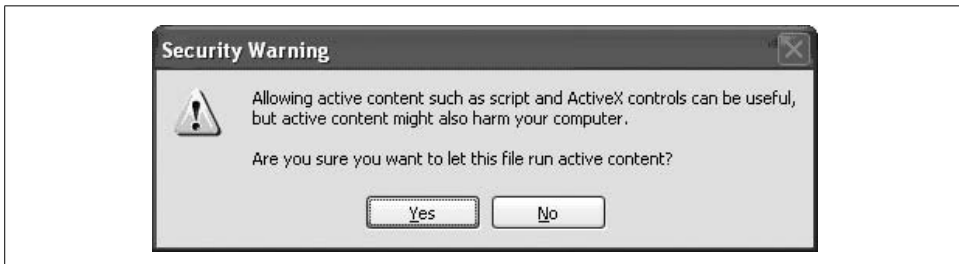 Security Warning
Allowing active content such as script and ActiveX controls can be useful,
but active content might also harm your computer.
Are you sure you want to let this file run active content?
Yes
No